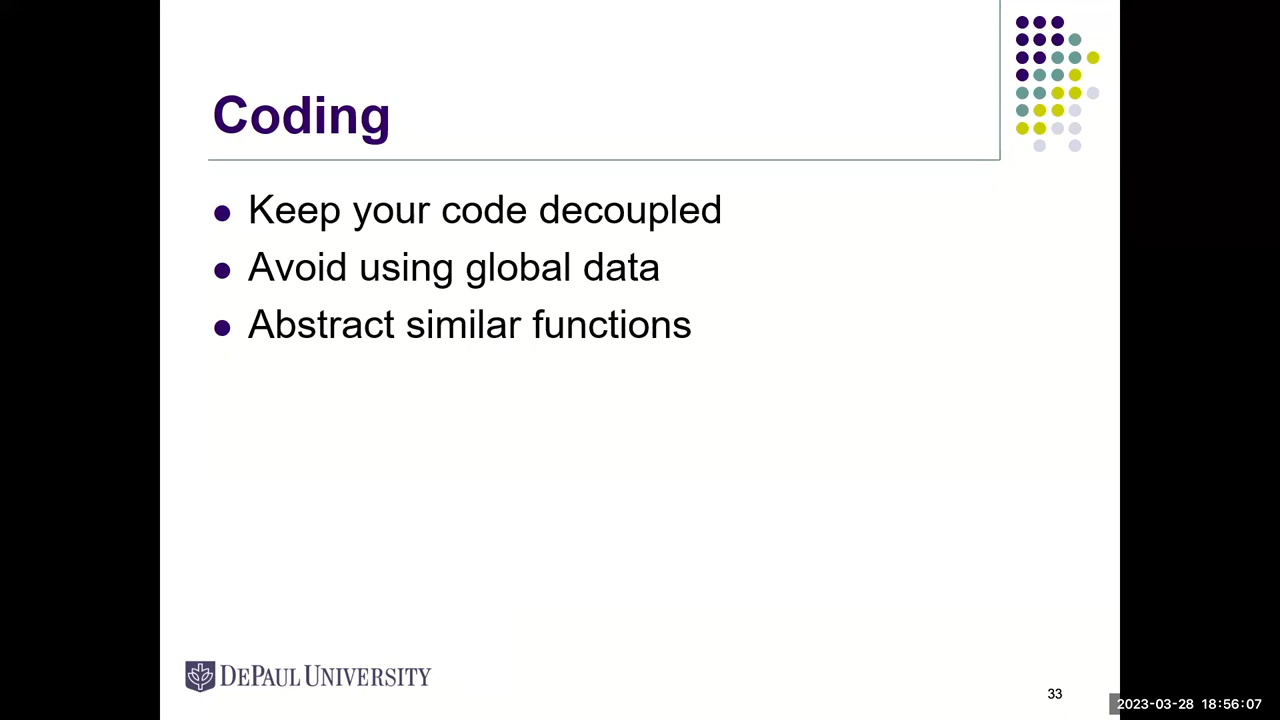 Coding
Keep your code decoupled
Avoid using global data
Abstract similar functions
DEPAUL UNIVERSITY
33
2023-03-28 18:56:07